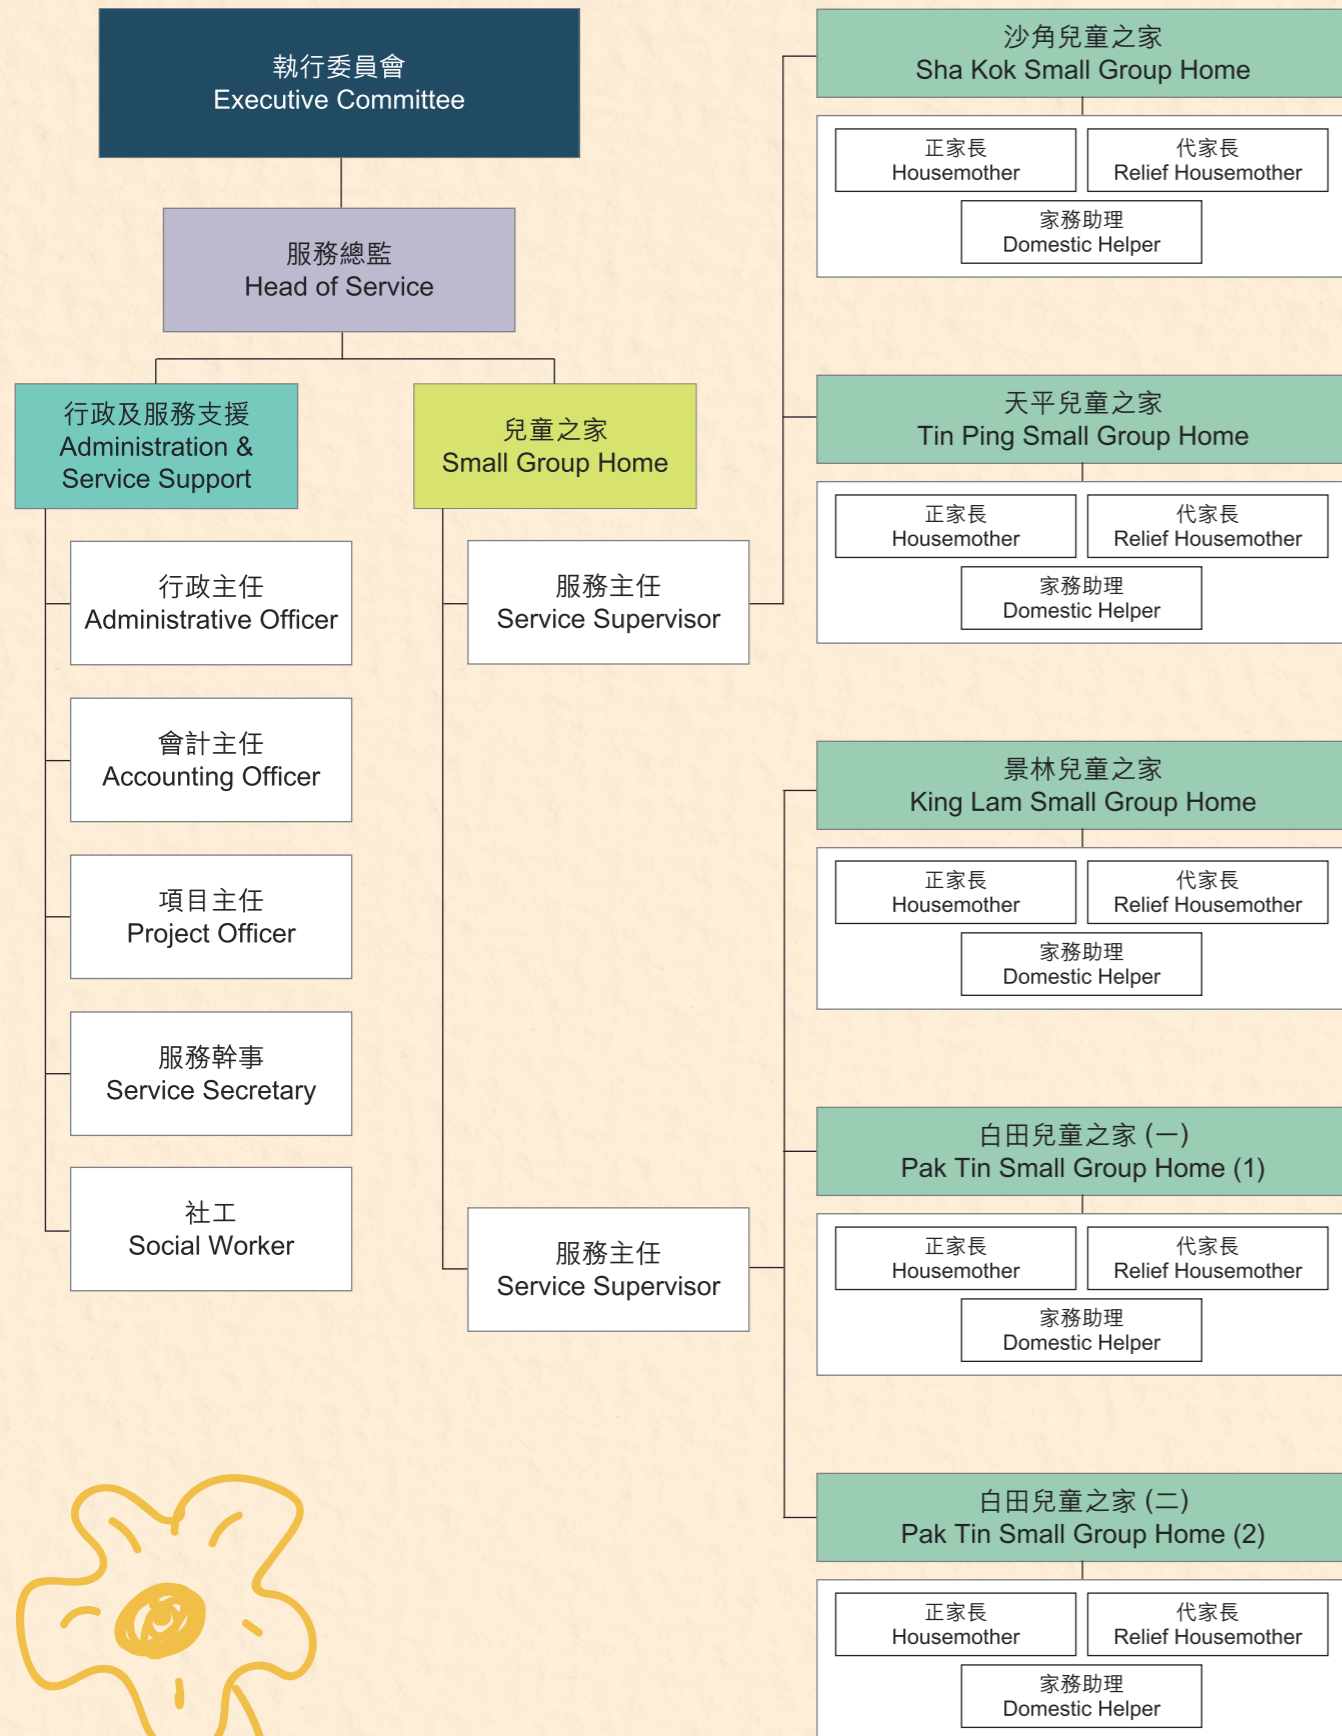 執行委員會
Executive Committee
服務總監
Head of Service
行政及服務支援
Administration &
Service Support
行政主任
Administrative Officer
會計主任
Accounting Officer
項目主任
Project Officer
服務幹事
Service Secretary
社工
Social Worker
兒童之家
Small Group Home
服務主任
Service Supervisor
服務主任
Service Supervisor
沙角兒童之家
Sha Kok Small Group Home
正家長
Housemother
代家長
Relief Housemother
家務助理
Domestic Helper
天平兒童之家
Tin Ping Small Group Home
正家長
Housemother
代家長
Relief Housemother
家務助理
Domestic Helper
景林兒童之家
King Lam Small Group Home
正家長
Housemother
代家長
Relief Housemother
家務助理
Domestic Helper
白田兒童之家 (一)
Pak Tin Small Group Home (1)
正家長
Housemother
代家長
Relief Housemother
家務助理
Domestic Helper
白田兒童之家 (二)
Pak Tin Small Group Home (2)
正家長
Housemother
代家長
Relief Housemother
家務助理
Domestic Helper